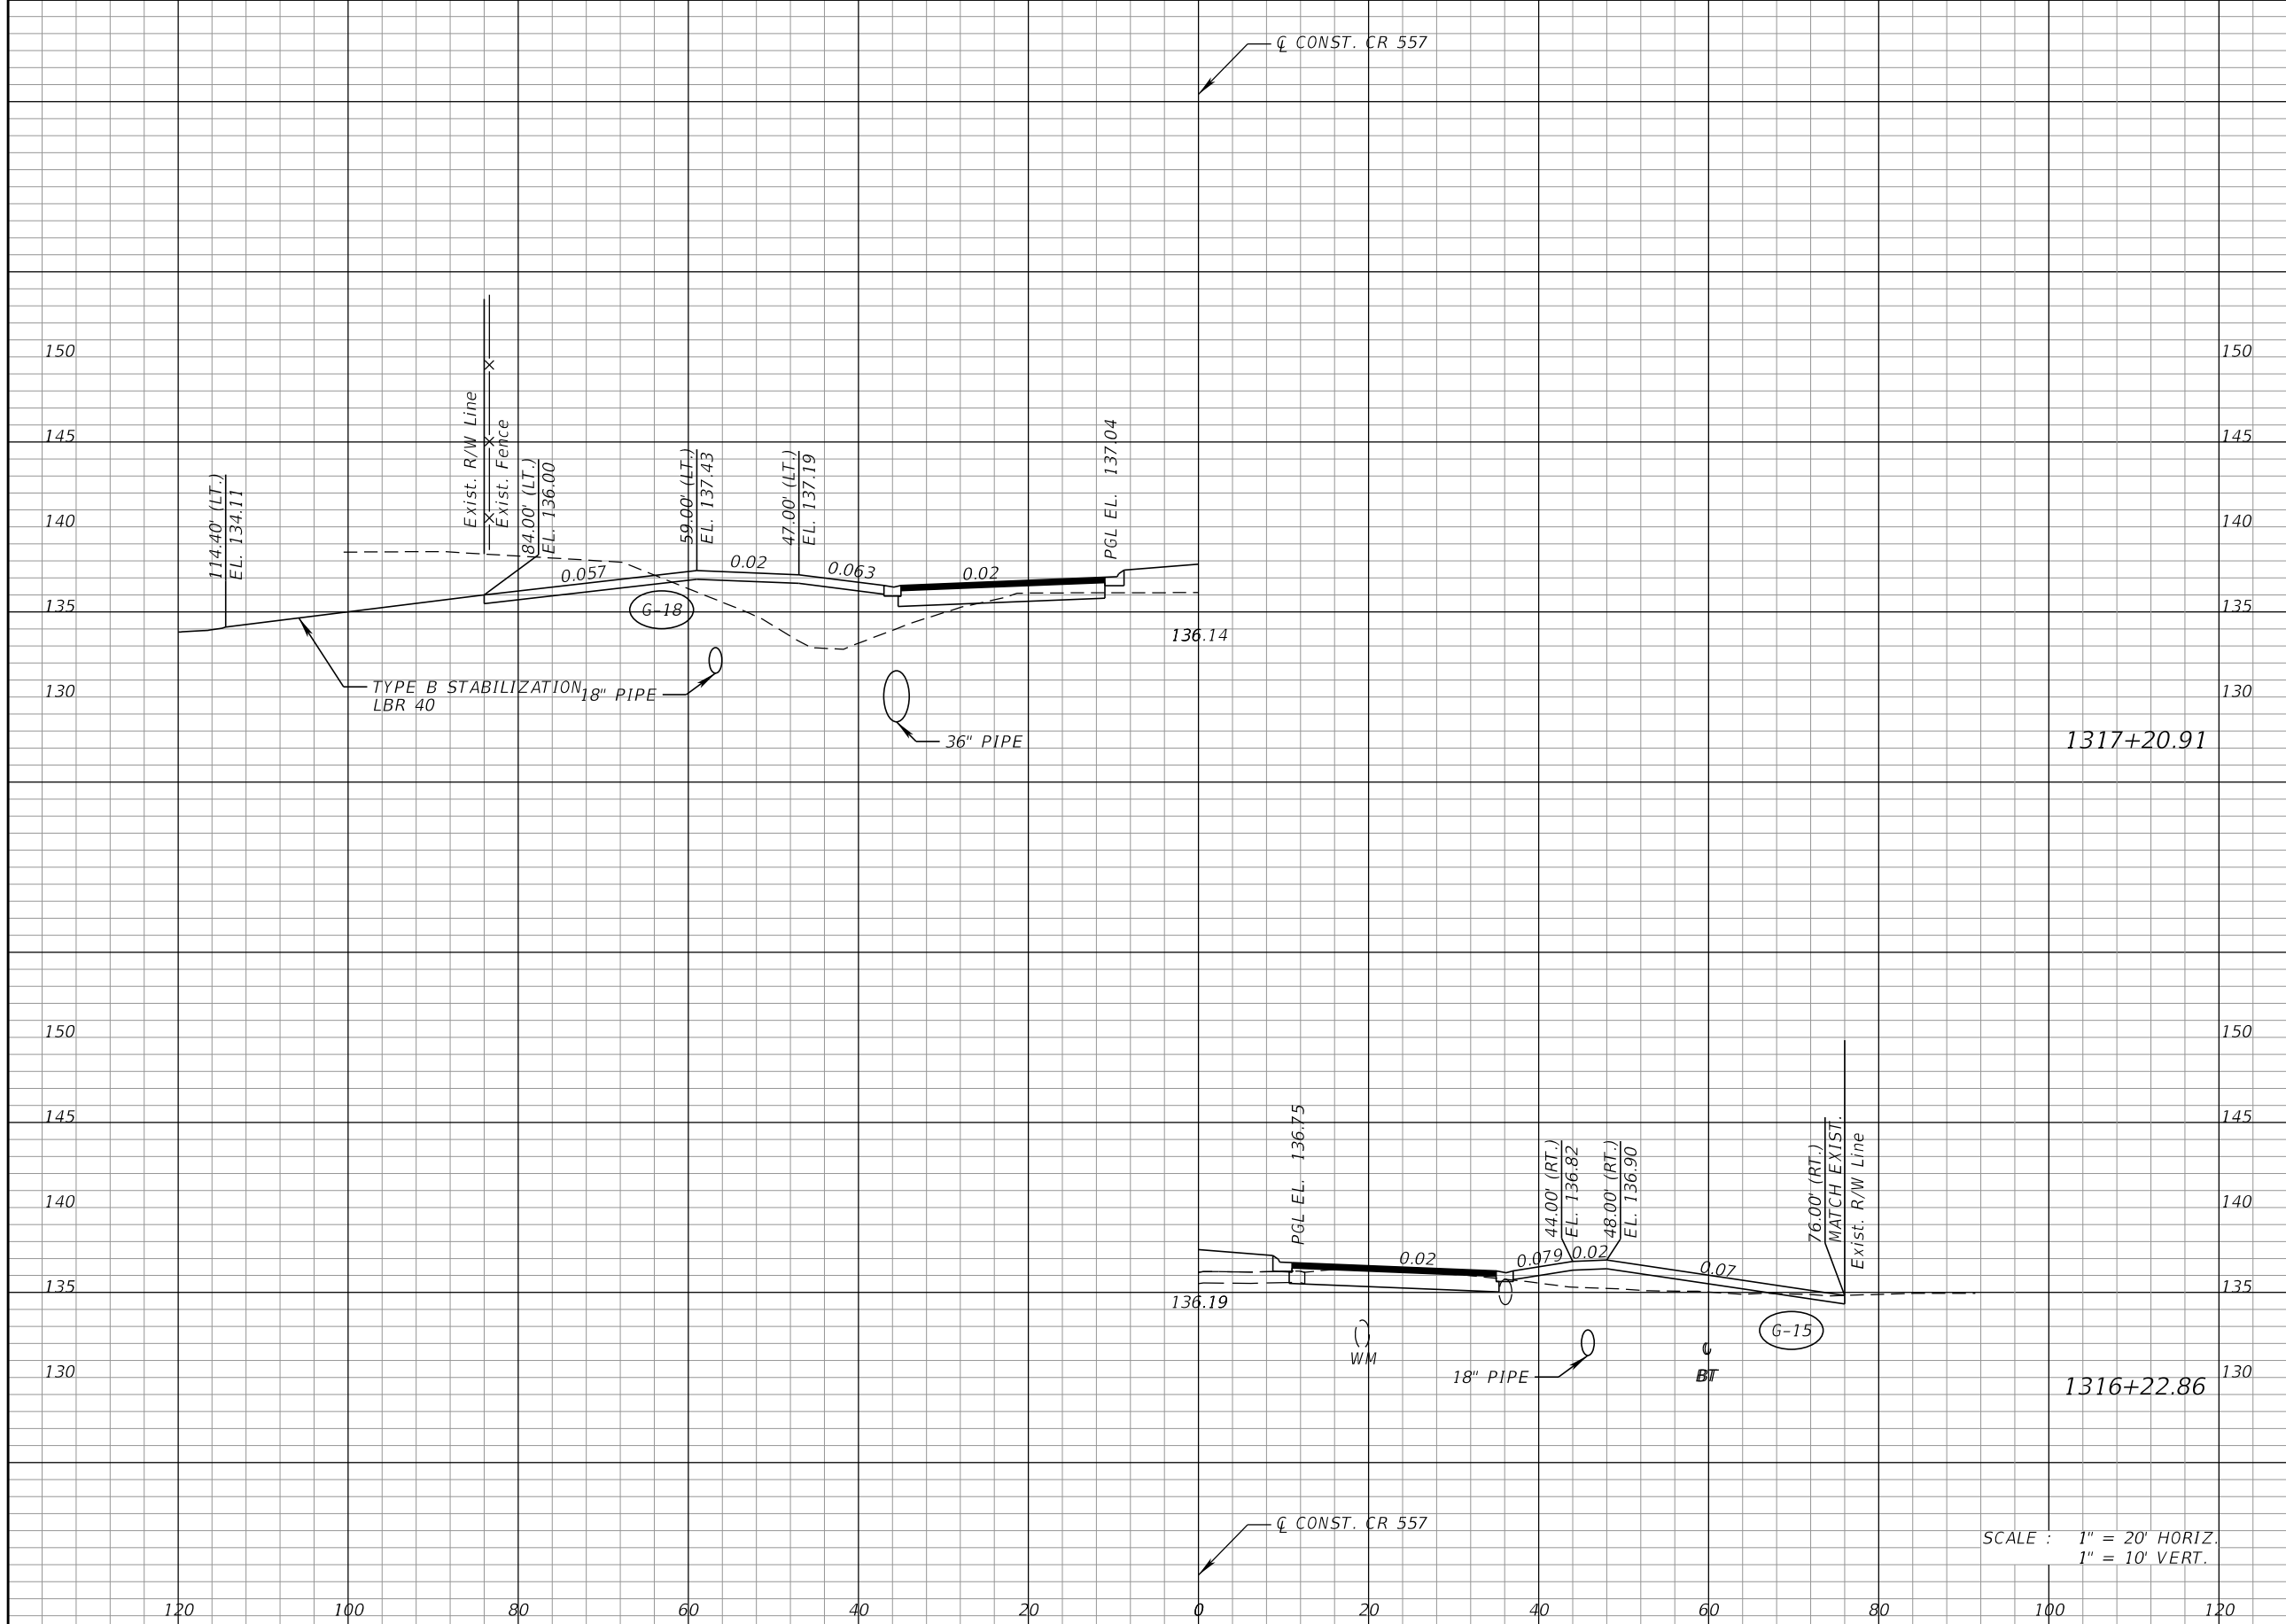 ℄ CONST. CR 557
150
150
145
145
140
140
135
135
130
130
114.40' (LT.)
EL. 134.11
Exist. R/W Line
Exist. Fence
84.00' (LT.)
EL. 136.00
59.00' (LT.)
EL. 137.43
47.00' (LT.)
EL. 137.19
PGL EL. 137.04
0.057
0.02
0.063
0.02
G-18
136.14
TYPE B STABILIZATION
LBR 40
18" PIPE
36" PIPE
1317+20.91
150
150
145
145
140
140
135
135
130
130
PGL EL. 136.75
44.00' (RT.)
EL. 136.82
48.00' (RT.)
EL. 136.90
76.00' (RT.)
MATCH EXIST.
Exist. R/W Line
0.02
0.079
0.02
0.07
136.19
G-15
WM
18" PIPE
BT
1316+22.86
℄ CONST. CR 557
SCALE : 1" = 20' HORIZ.
1" = 10' VERT.
120 100 80 60 40 20 0 20 40 60 80 100 120